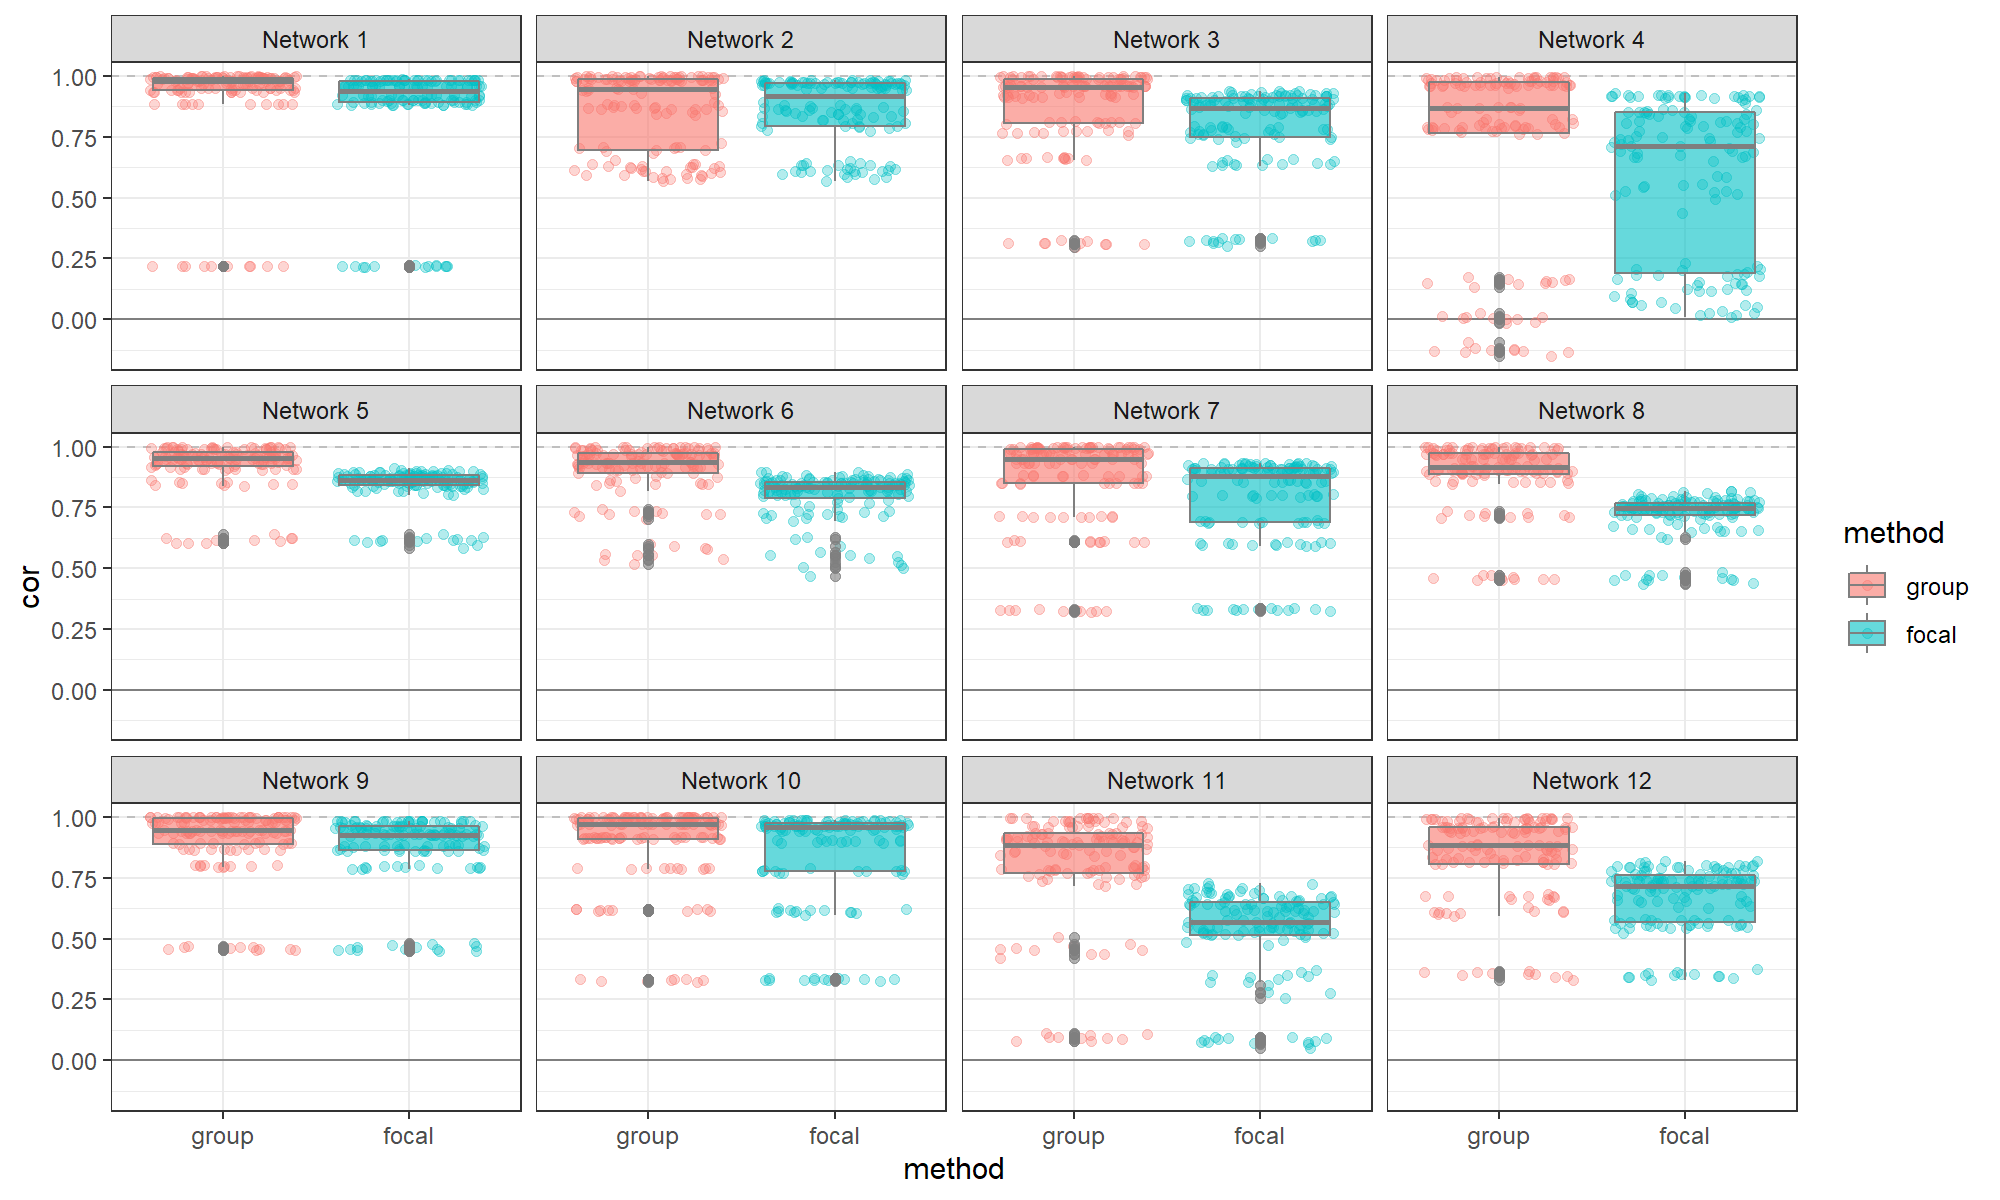 Network 1
Network 2
Network 3
Network 4
1.00
0.75
0.50
0.25
0.00
Network 5
Network 6
Network 7
Network 8
1.00
0.75
0.50
0.25
0.00
Network 9
Network 10
Network 11
Network 12
1.00
0.75
0.50
0.25
0.00
group
focal
group
focal
group
focal
group
focal
method
cor
method
group
focal